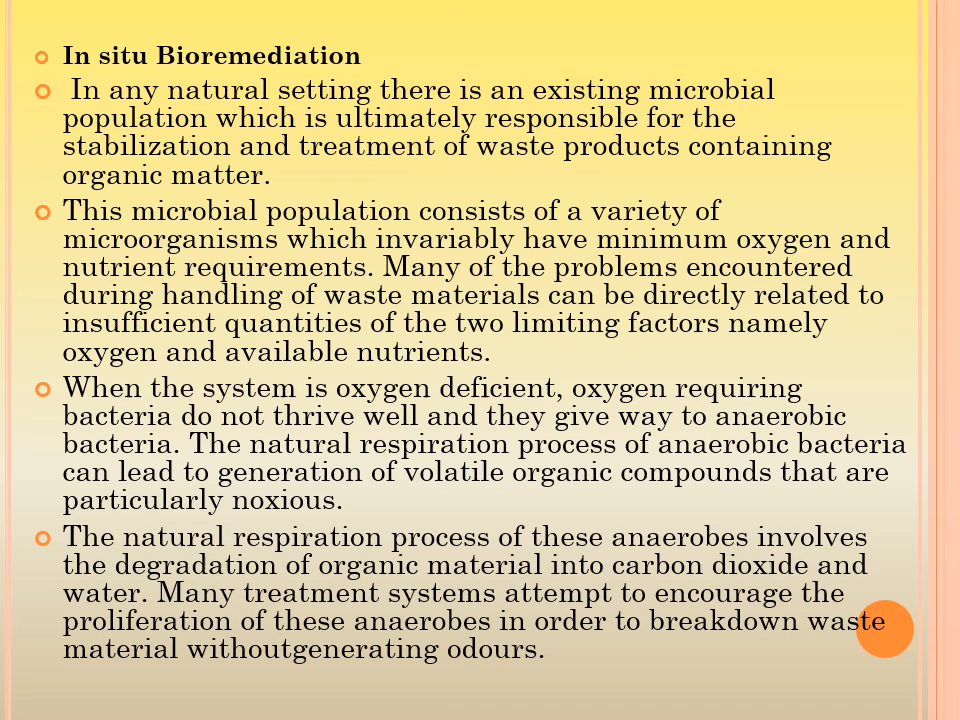 In situ Bioremediation
In any natural setting there is an existing microbial
population which is ultimately responsible for the
stabilization and treatment of waste products containing
organic matter.
This microbial population consists of a variety of
microorganisms which invariably have minimum oxygen and
nutrient requirements. Many of the problems encountered
during handling of waste materials can be directly related to
insufficient quantities of the two limiting factors namely
oxygen and available nutrients.
When the system is oxygen deficient, oxygen requiring
bacteria do not thrive well and they give way to anaerobic
bacteria. The natural respiration process of anaerobic bacteria
can lead to generation of volatile organic compounds that are
particularly noxious.
The natural respiration process of these anaerobes involves
the degradation of organic material into carbon dioxide and
water. Many treatment systems attempt to encourage the
proliferation of these anaerobes in order to breakdown waste
material withoutgenerating odours.